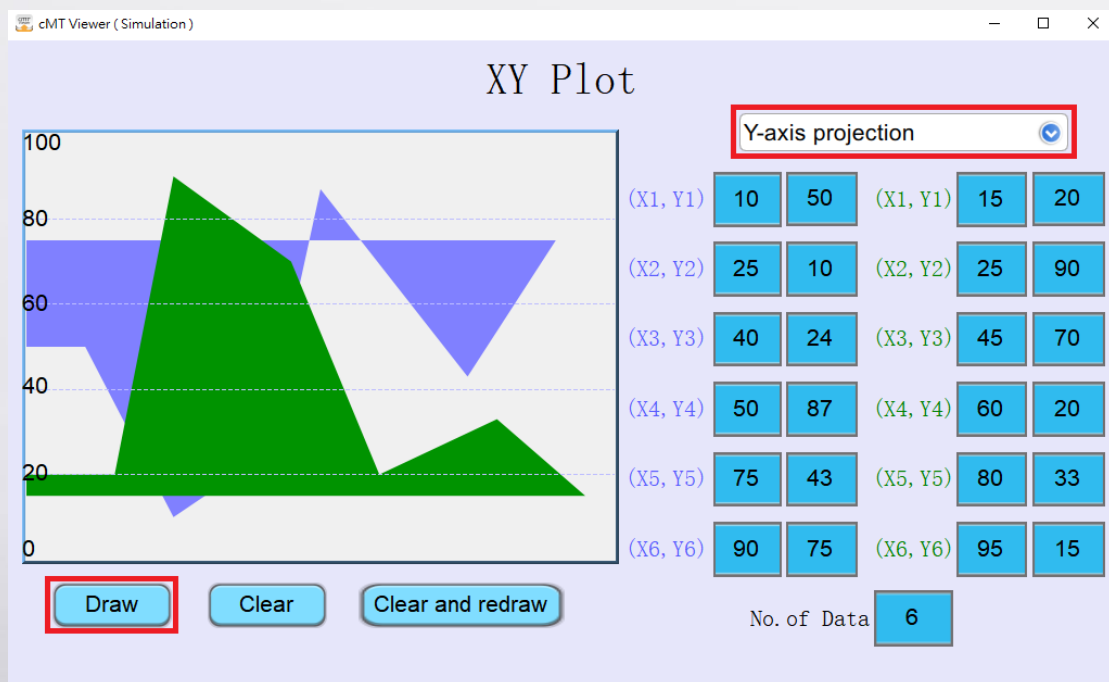 cMT Viewer ( Simulation )
XY Plot
Y-axis projection
100
80
60
40
20
0
(X1, Y1) 10 50 (X1, Y1) 15 20
(X2, Y2) 25 10 (X2, Y2) 25 90
(X3, Y3) 40 24 (X3, Y3) 45 70
(X4, Y4) 50 87 (X4, Y4) 60 20
(X5, Y5) 75 43 (X5, Y5) 80 33
(X6, Y6) 90 75 (X6, Y6) 95 15
Draw Clear Clear and redraw
No. of Data 6